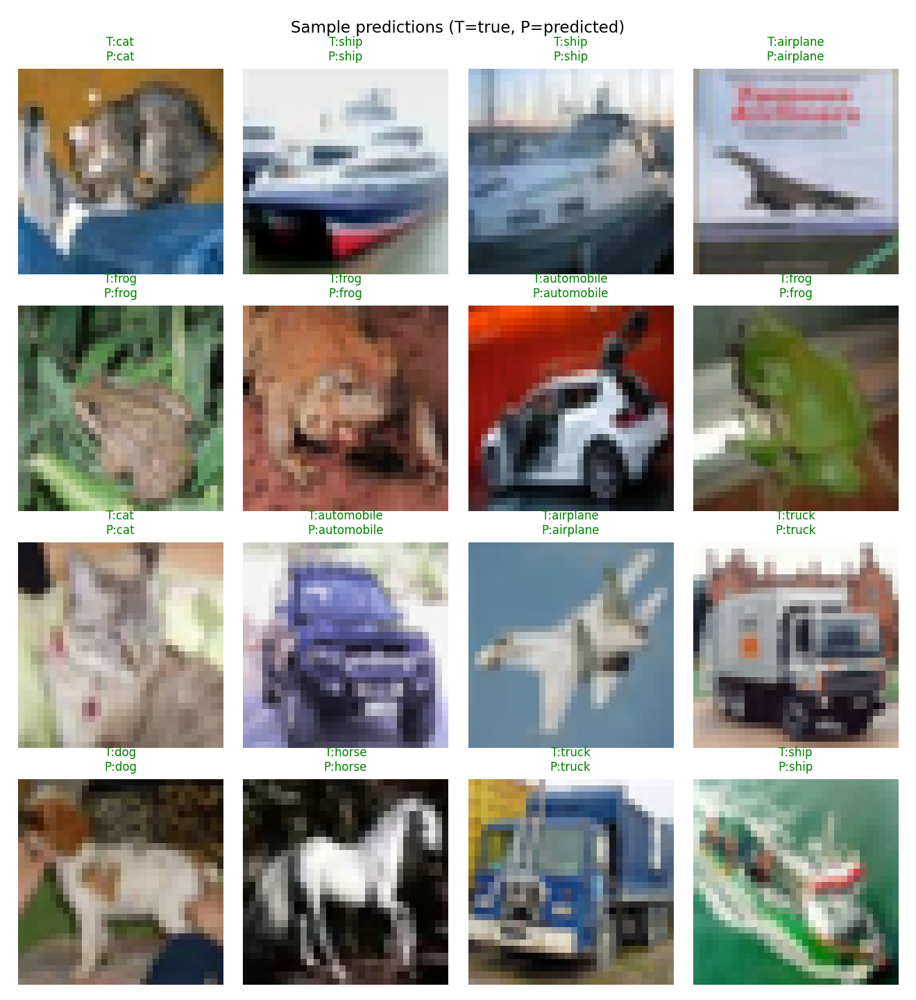 Sample predictions (T=true, P=predicted)
T:cat
P:cat
T:ship
P:ship
T:ship
P:ship
T:airplane
P:airplane
T:frog
P:frog
T:frog
P:frog
T:automobile
P:automobile
T:frog
P:frog
T:cat
P:cat
T:automobile
P:automobile
T:airplane
P:airplane
T:truck
P:truck
T:dog
P:dog
T:horse
P:horse
T:truck
P:truck
T:ship
P:ship